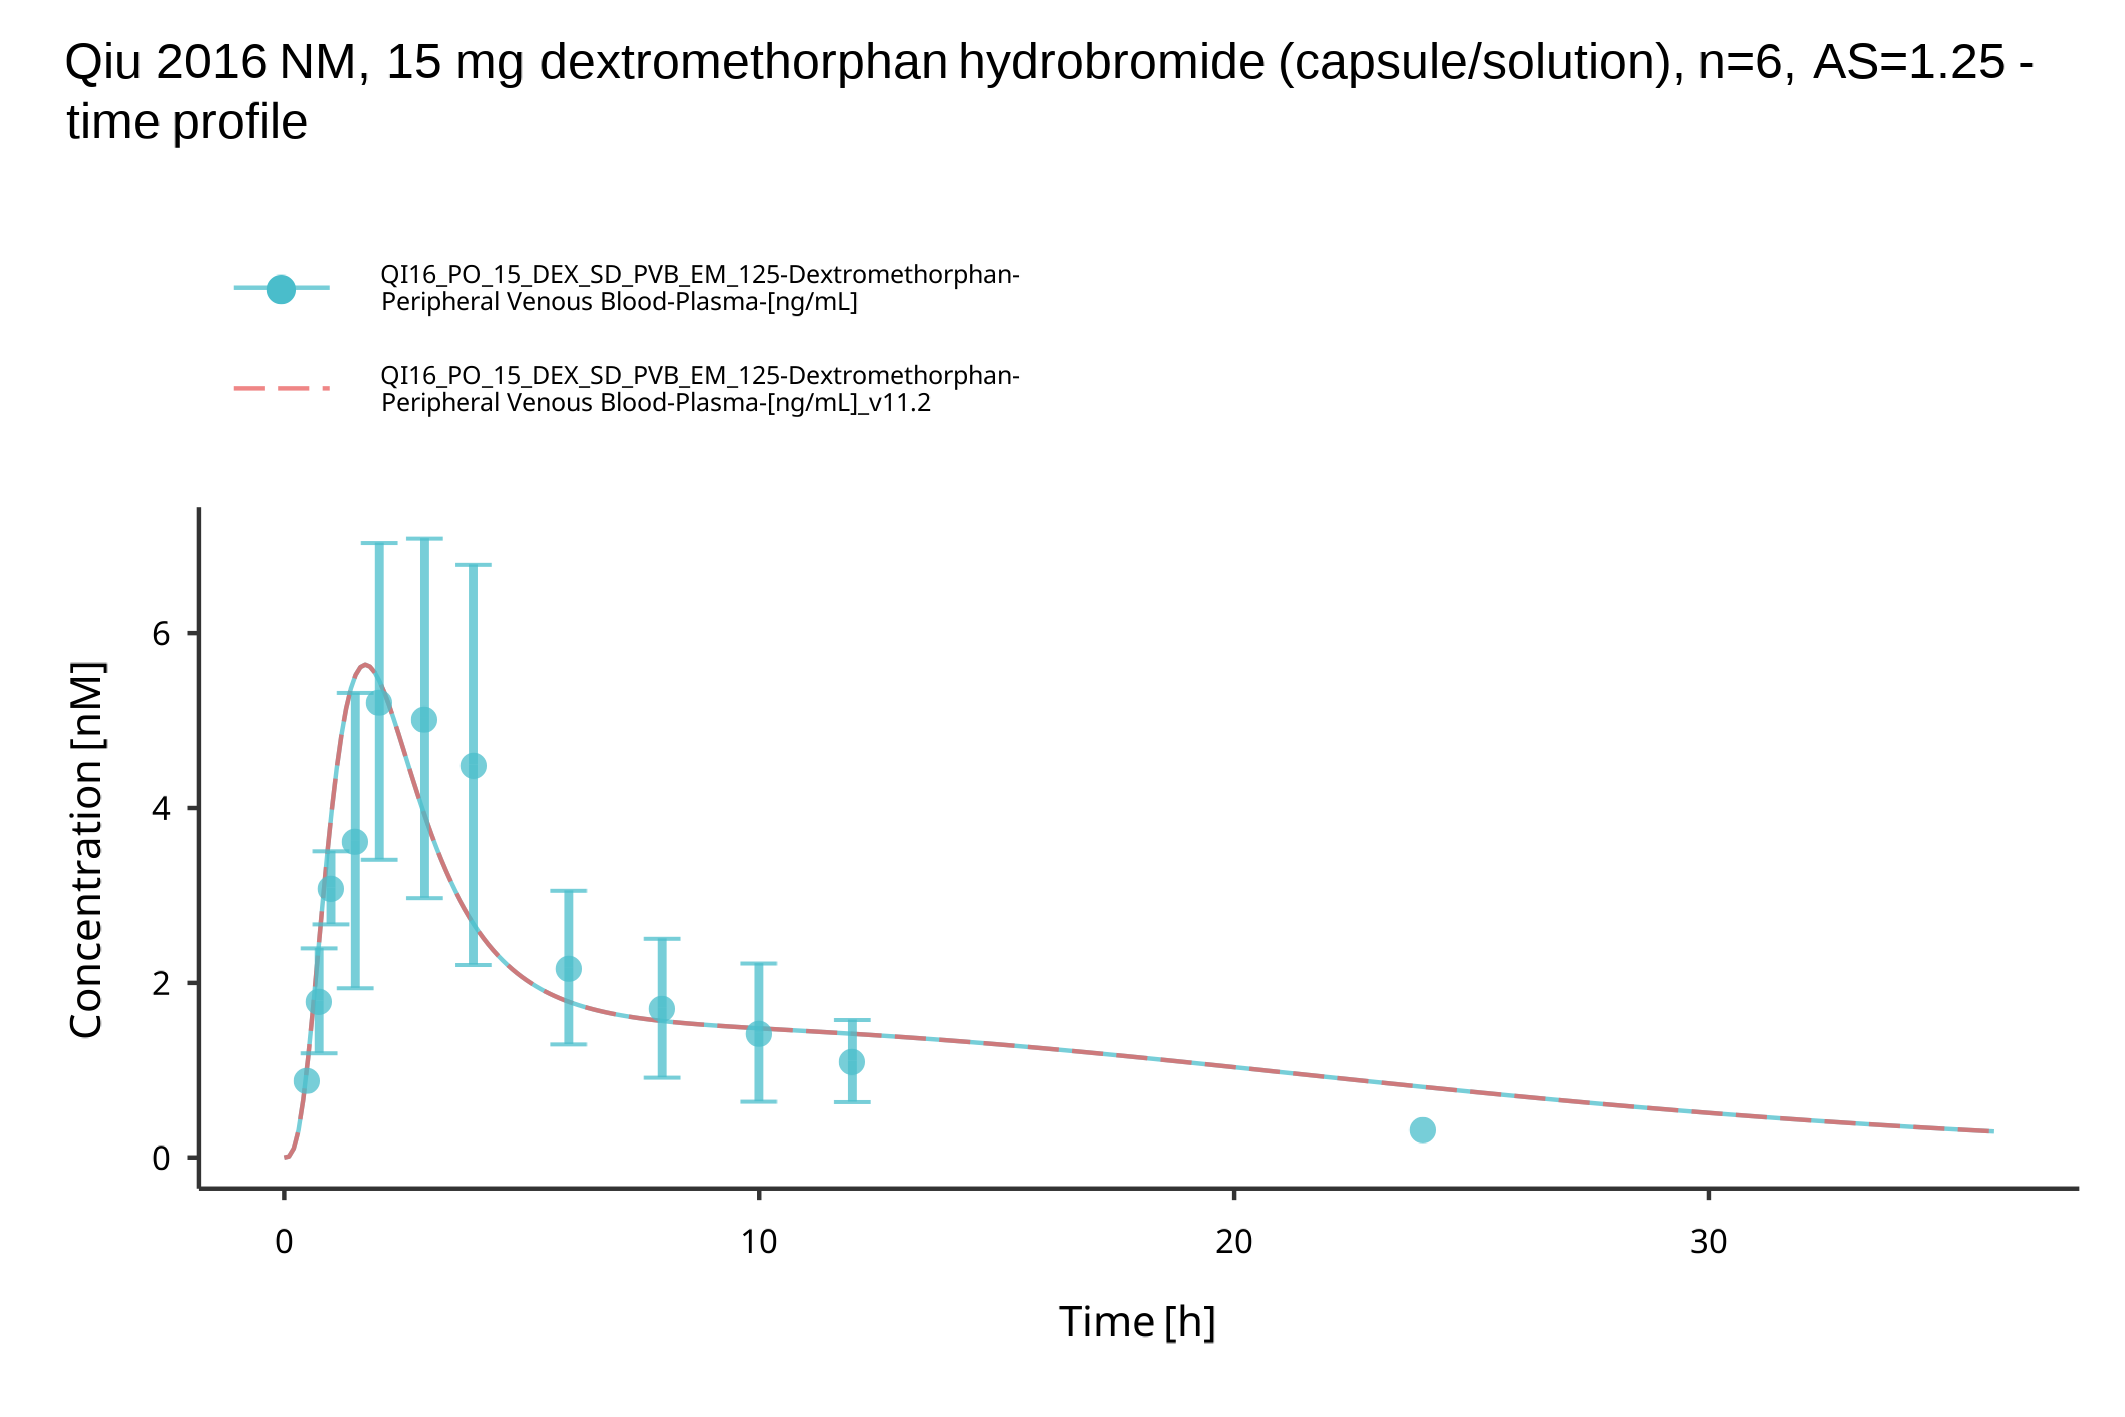 Qiu 2016 NM, 15 mg dextromethorphan hydrobromide (capsule/solution), n=6, AS=1.25 -
time profile
QI16_PO_15_DEX_SD_PVB_EM_125-Dextromethorphan-
Peripheral Venous Blood-Plasma-[ng/mL]
QI16_PO_15_DEX_SD_PVB_EM_125-Dextromethorphan-
Peripheral Venous Blood-Plasma-[ng/mL]_v11.2
Concentration [nM]
6
4
2
0
0 10 20 30
Time [h]